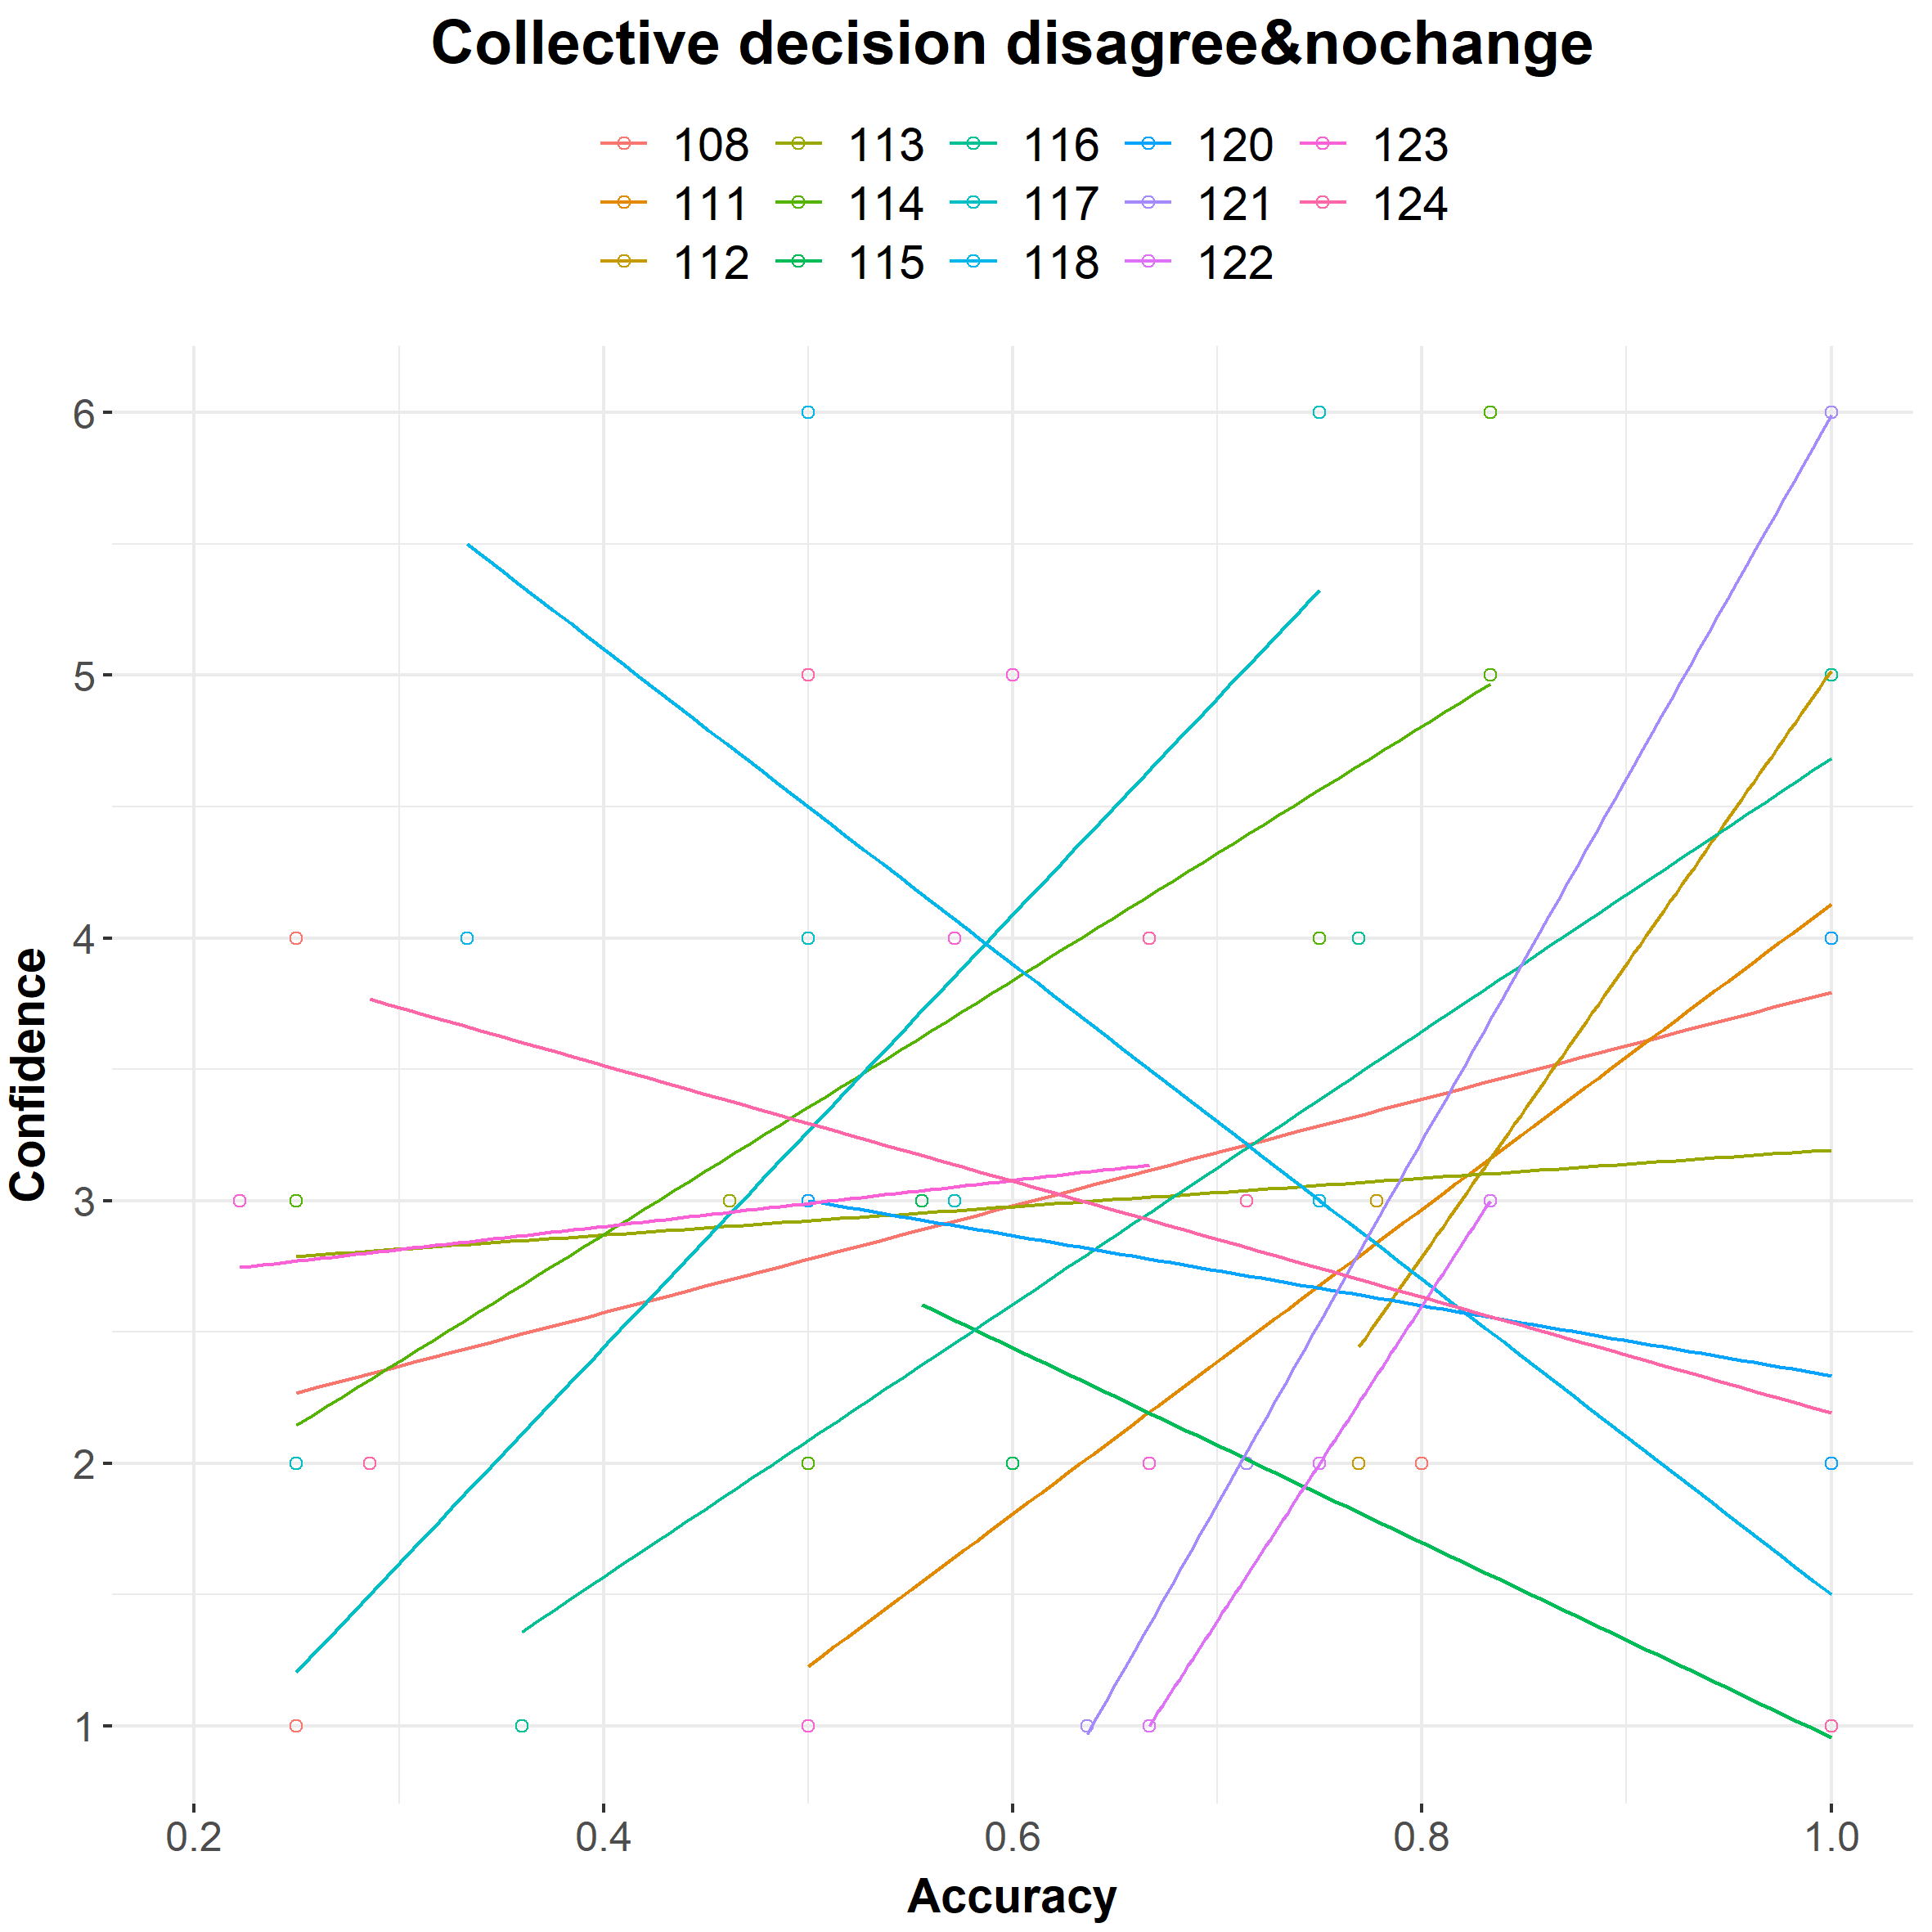 Collective decision disagree&nochange
108 113 116 120 123
111 114 117 121 124
112 115 118 122
6
5
4
3
2
1
Confidence
0.2 0.4 0.6 0.8 1.0
Accuracy